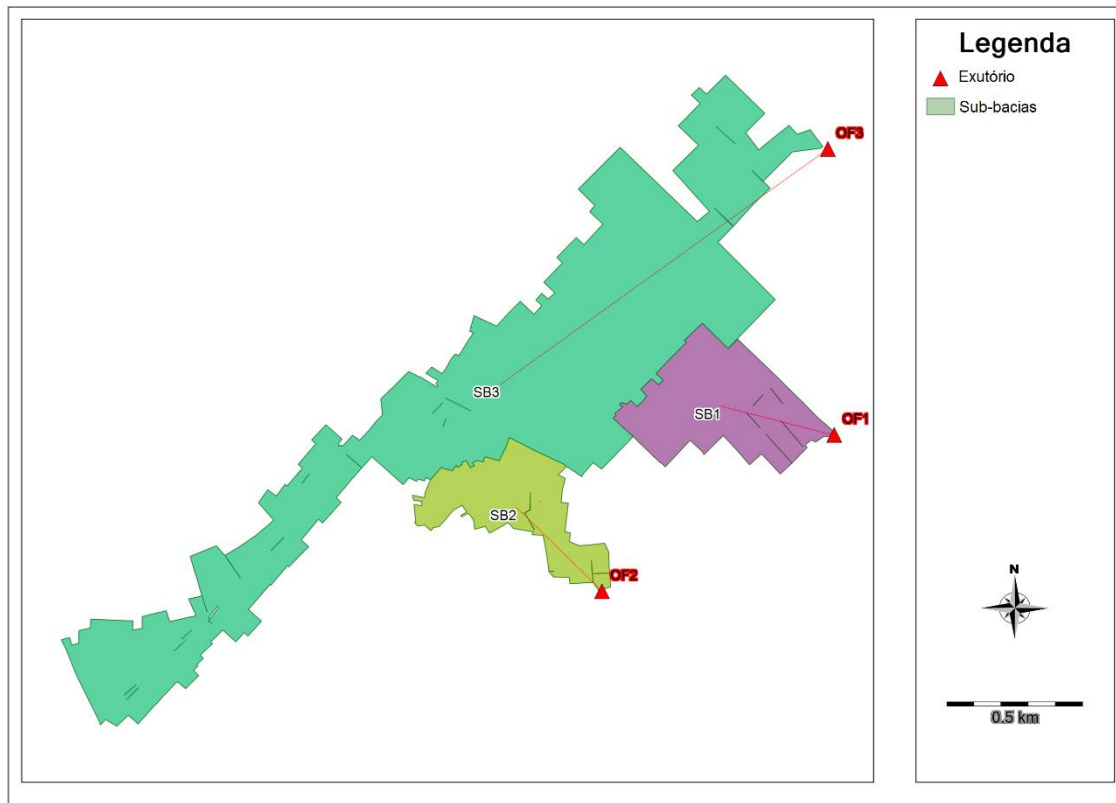 Legenda
Exutório
Sub-bacias
OF3
SB3
SB1
OF1
SB2
OF2
N
0.5 km